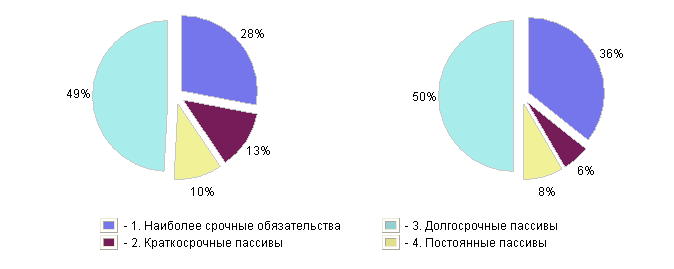 28%
49%
13%
10%
36%
50%
6%
8%
- 1. Наиболее срочные обязательства
- 2. Краткосрочные пассивы
- 3. Долгосрочные пассивы
- 4. Постоянные пассивы